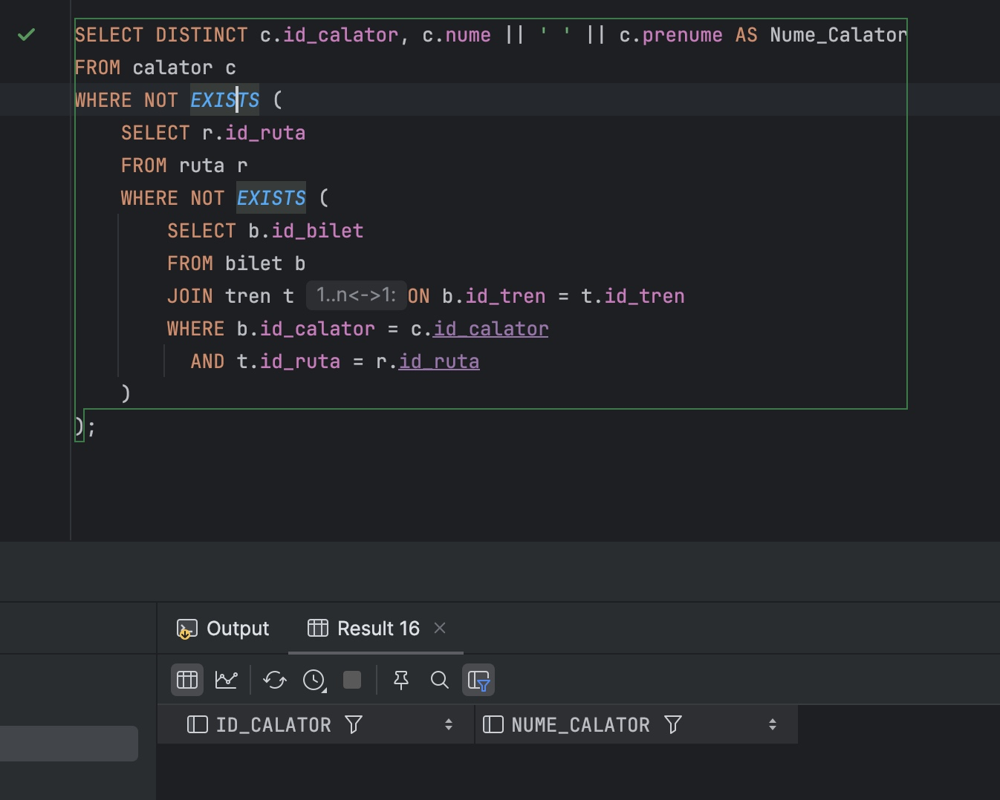 SELECT DISTINCT c.id_calator, c.nume || ' ' || c.prenume AS Nume_Calator
FROM calator c
WHERE NOT EXISTS (
SELECT r.id_ruta
FROM ruta r
WHERE NOT EXISTS (
SELECT b.id_bilet
FROM bilet b
JOIN tren t 1..n<->1: ON b.id_tren = t.id_tren
WHERE b.id_calator = c.id_calator
AND t.id_ruta = r.id_ruta
)
);
Output Result 16
ID_CALATOR NUME_CALATOR